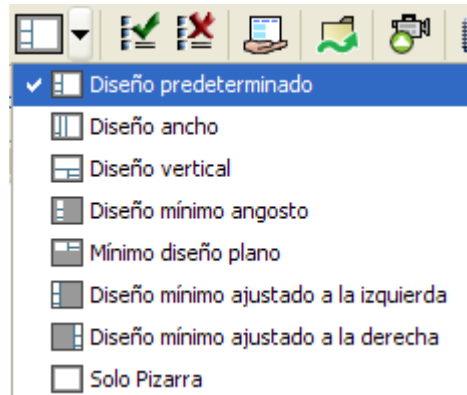 Diseño predeterminado
Diseño ancho
Diseño vertical
Diseño mínimo angosto
Mínimo diseño plano
Diseño mínimo ajustado a la izquierda
Diseño mínimo ajustado a la derecha
Solo Pizarra